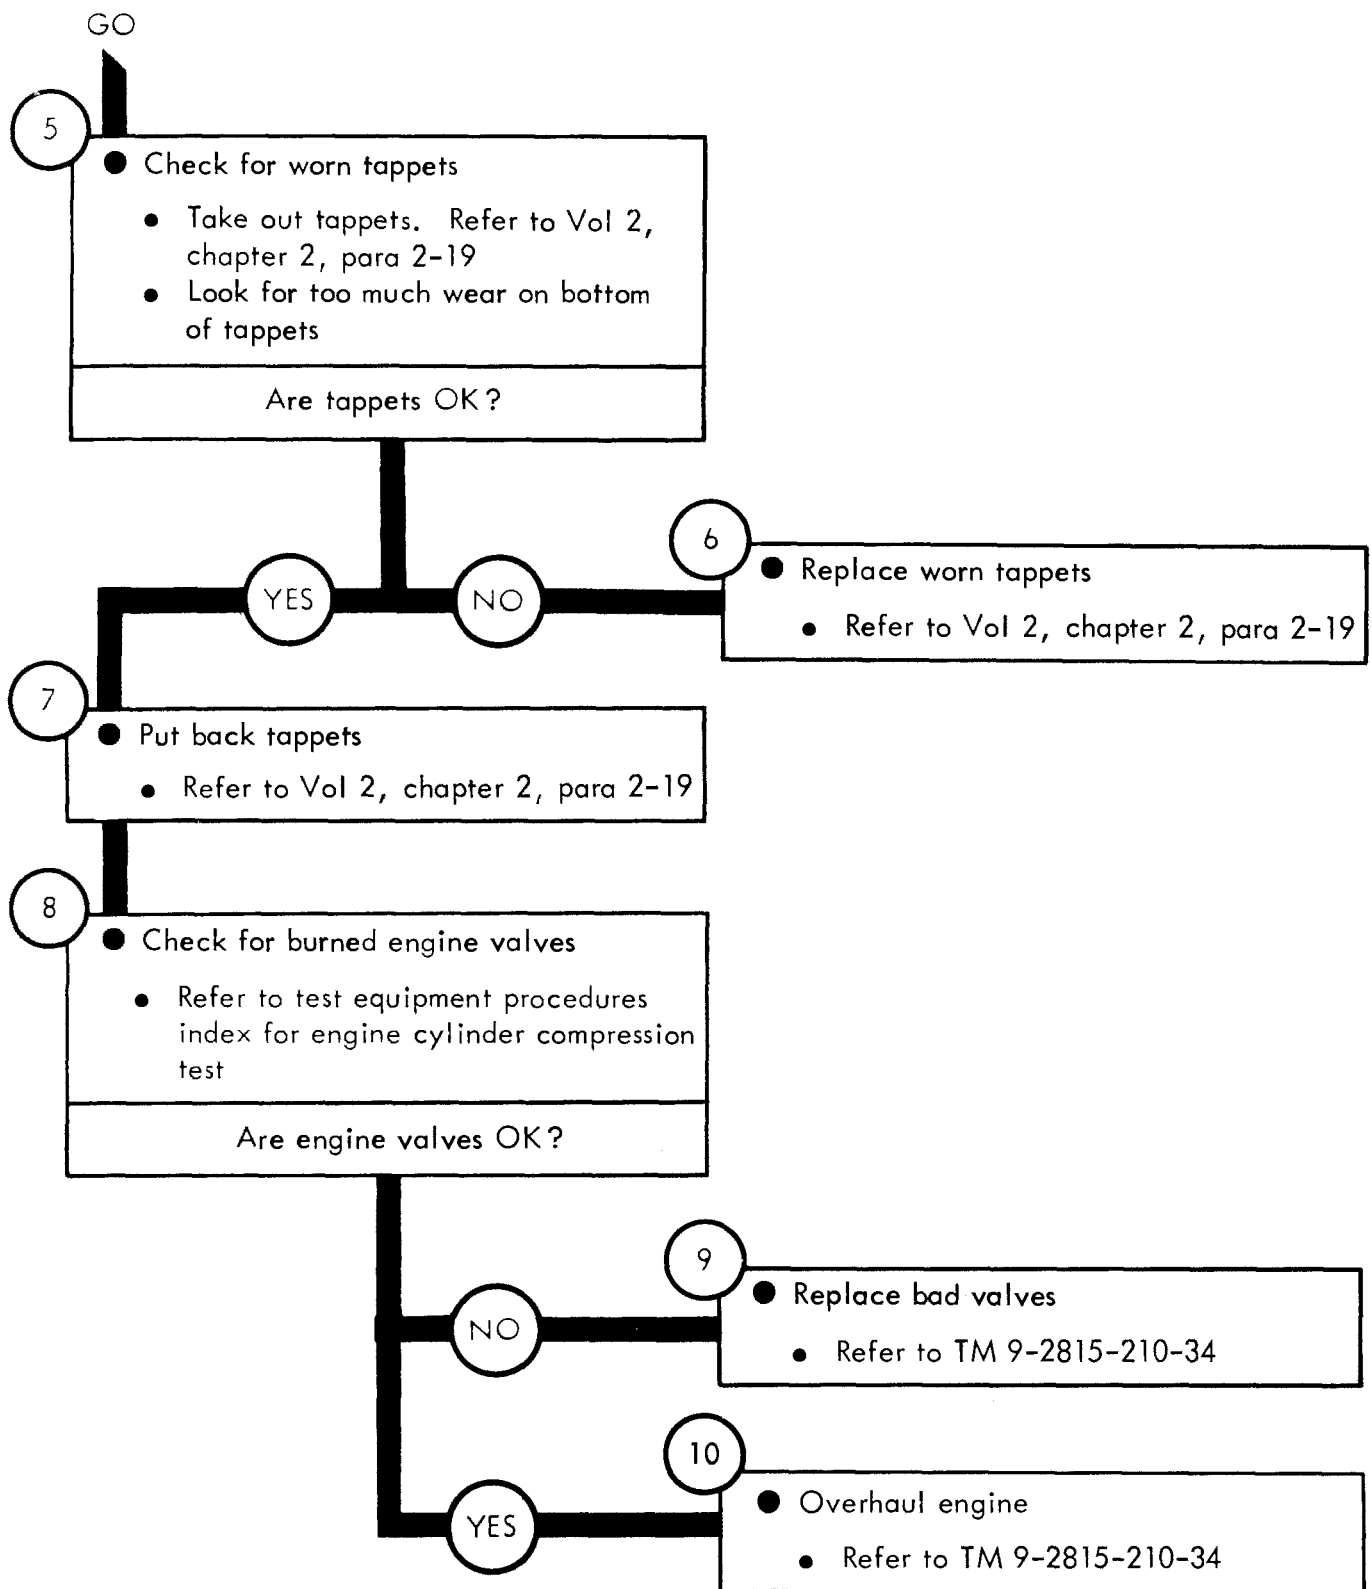 GO
5
● Check for worn tappets
● Take out tappets. Refer to Vol 2,
chapter 2, para 2-19
● Look for too much wear on bottom
of tappets
Are tappets OK?
YES
NO
6
● Replace worn tappets
● Refer to Vol 2, chapter 2, para 2-19
7
● Put back tappets
● Refer to Vol 2, chapter 2, para 2-19
8
● Check for burned engine valves
● Refer to test equipment procedures
index for engine cylinder compression
test
Are engine valves OK?
NO
9
● Replace bad valves
● Refer to TM 9-2815-210-34
YES
10
● Overhaul engine
● Refer to TM 9-2815-210-34